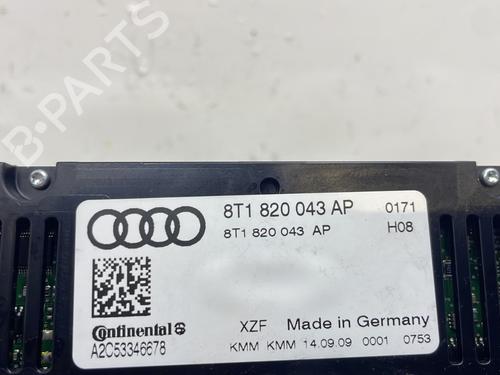 B-PARTS
8T1 820 043 AP 0171
8T1 820 043 AP H08
Continental
XZF Made in Germany
A2C53346678
KMM KMM 14.09.09 0001 0753